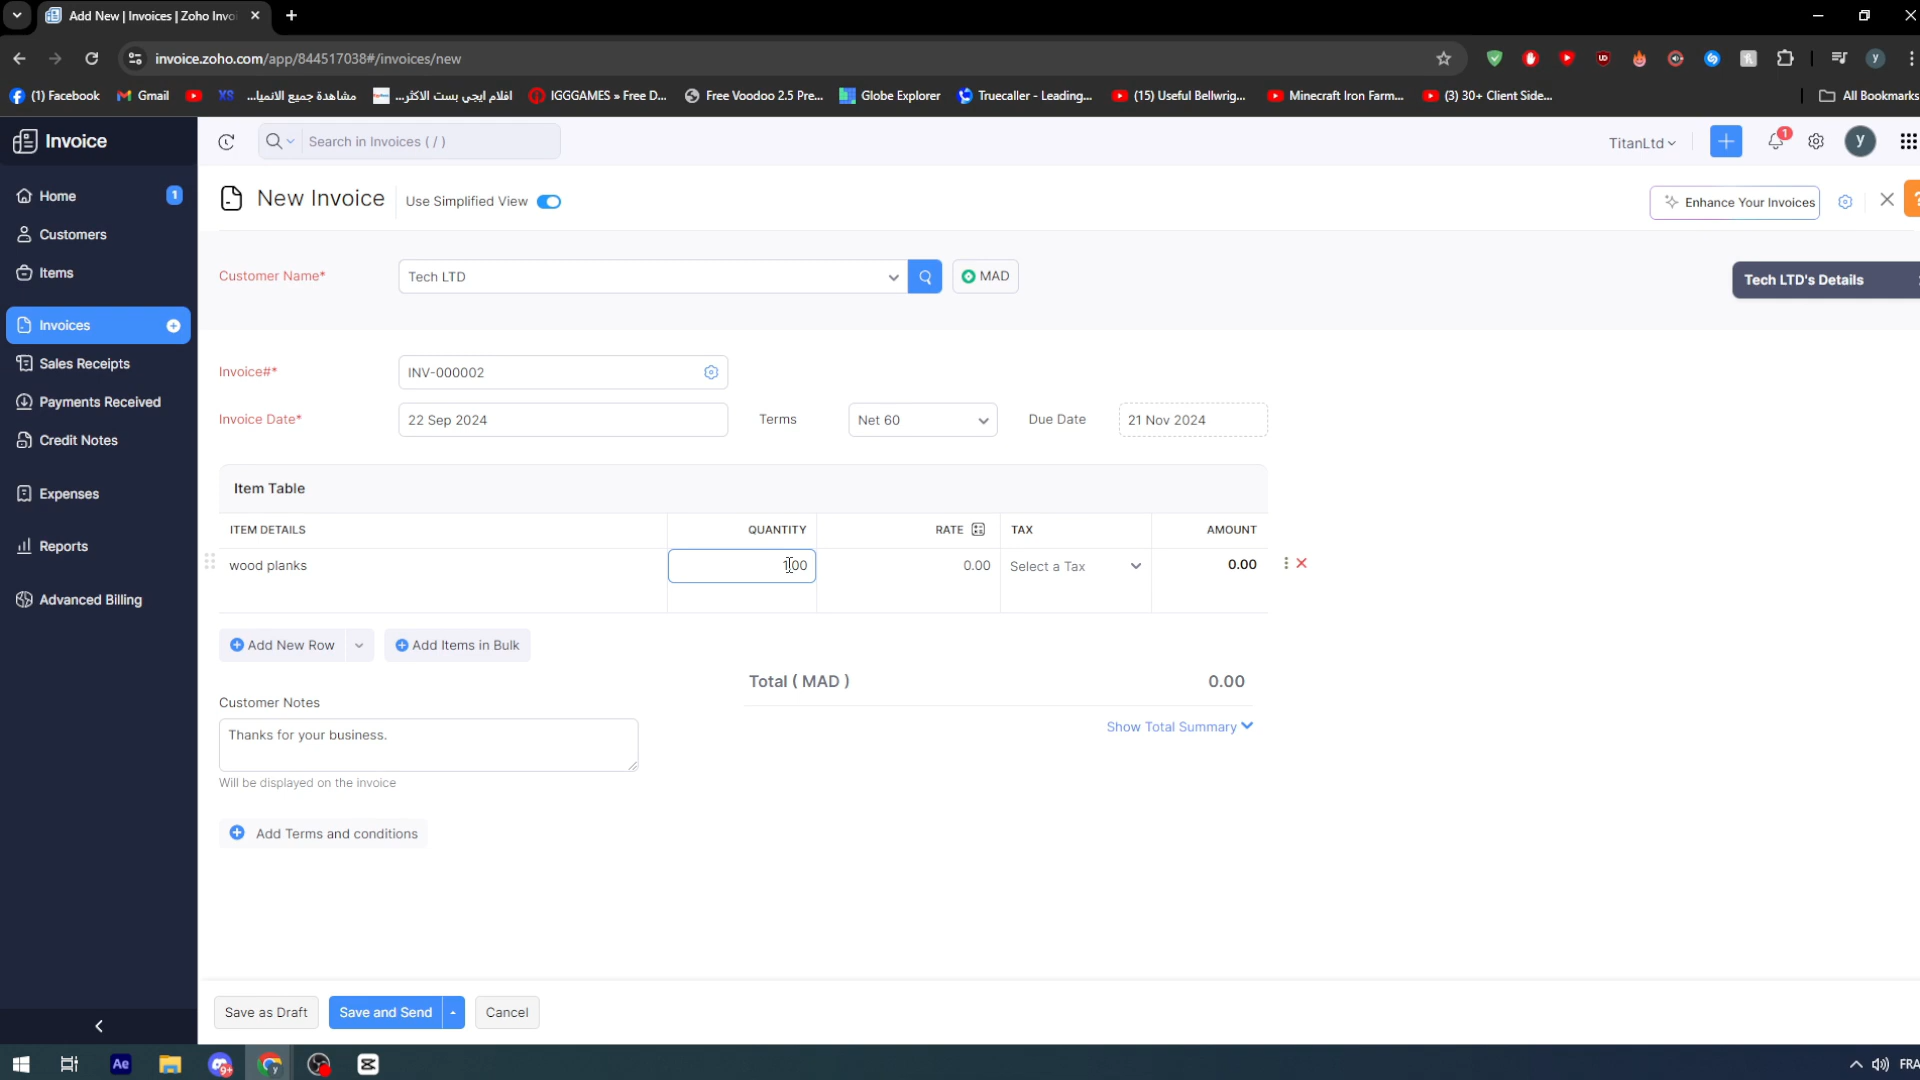 Add New | Invoices | Zoho Invo
invoice.zoho.com/app/844517038#/invoices/new
(1) Facebook
Gmail
XS
مشاهدة جميع الانميا...
افلام ايجي بست الاكثر...
IGGGAMES » Free D...
Free Voodoo 2.5 Pre...
Globe Explorer
Truecaller - Leading...
(15) Useful Bellwrig...
Minecraft Iron Farm...
(3) 30+ Client Side...
All Bookmarks
Invoice
Search in Invoices ( / )
TitanLtd
1
y
Home
1
New Invoice
Use Simplified View
Enhance Your Invoices
Customers
Items
Customer Name*
Tech LTD
MAD
Tech LTD's Details
Invoices
Sales Receipts
Payments Received
Credit Notes
Expenses
Reports
Advanced Billing
Invoice#*
INV-000002
Invoice Date*
22 Sep 2024
Terms
Net 60
Due Date
21 Nov 2024
Item Table
ITEM DETAILS
QUANTITY
RATE
TAX
AMOUNT
wood planks
0.00
Select a Tax
0.00
Add New Row
Add Items in Bulk
Total ( MAD )
0.00
Show Total Summary
Customer Notes
Thanks for your business.
Will be displayed on the invoice
Add Terms and conditions
Save as Draft
Save and Send
Cancel
Ae
9+
FRA